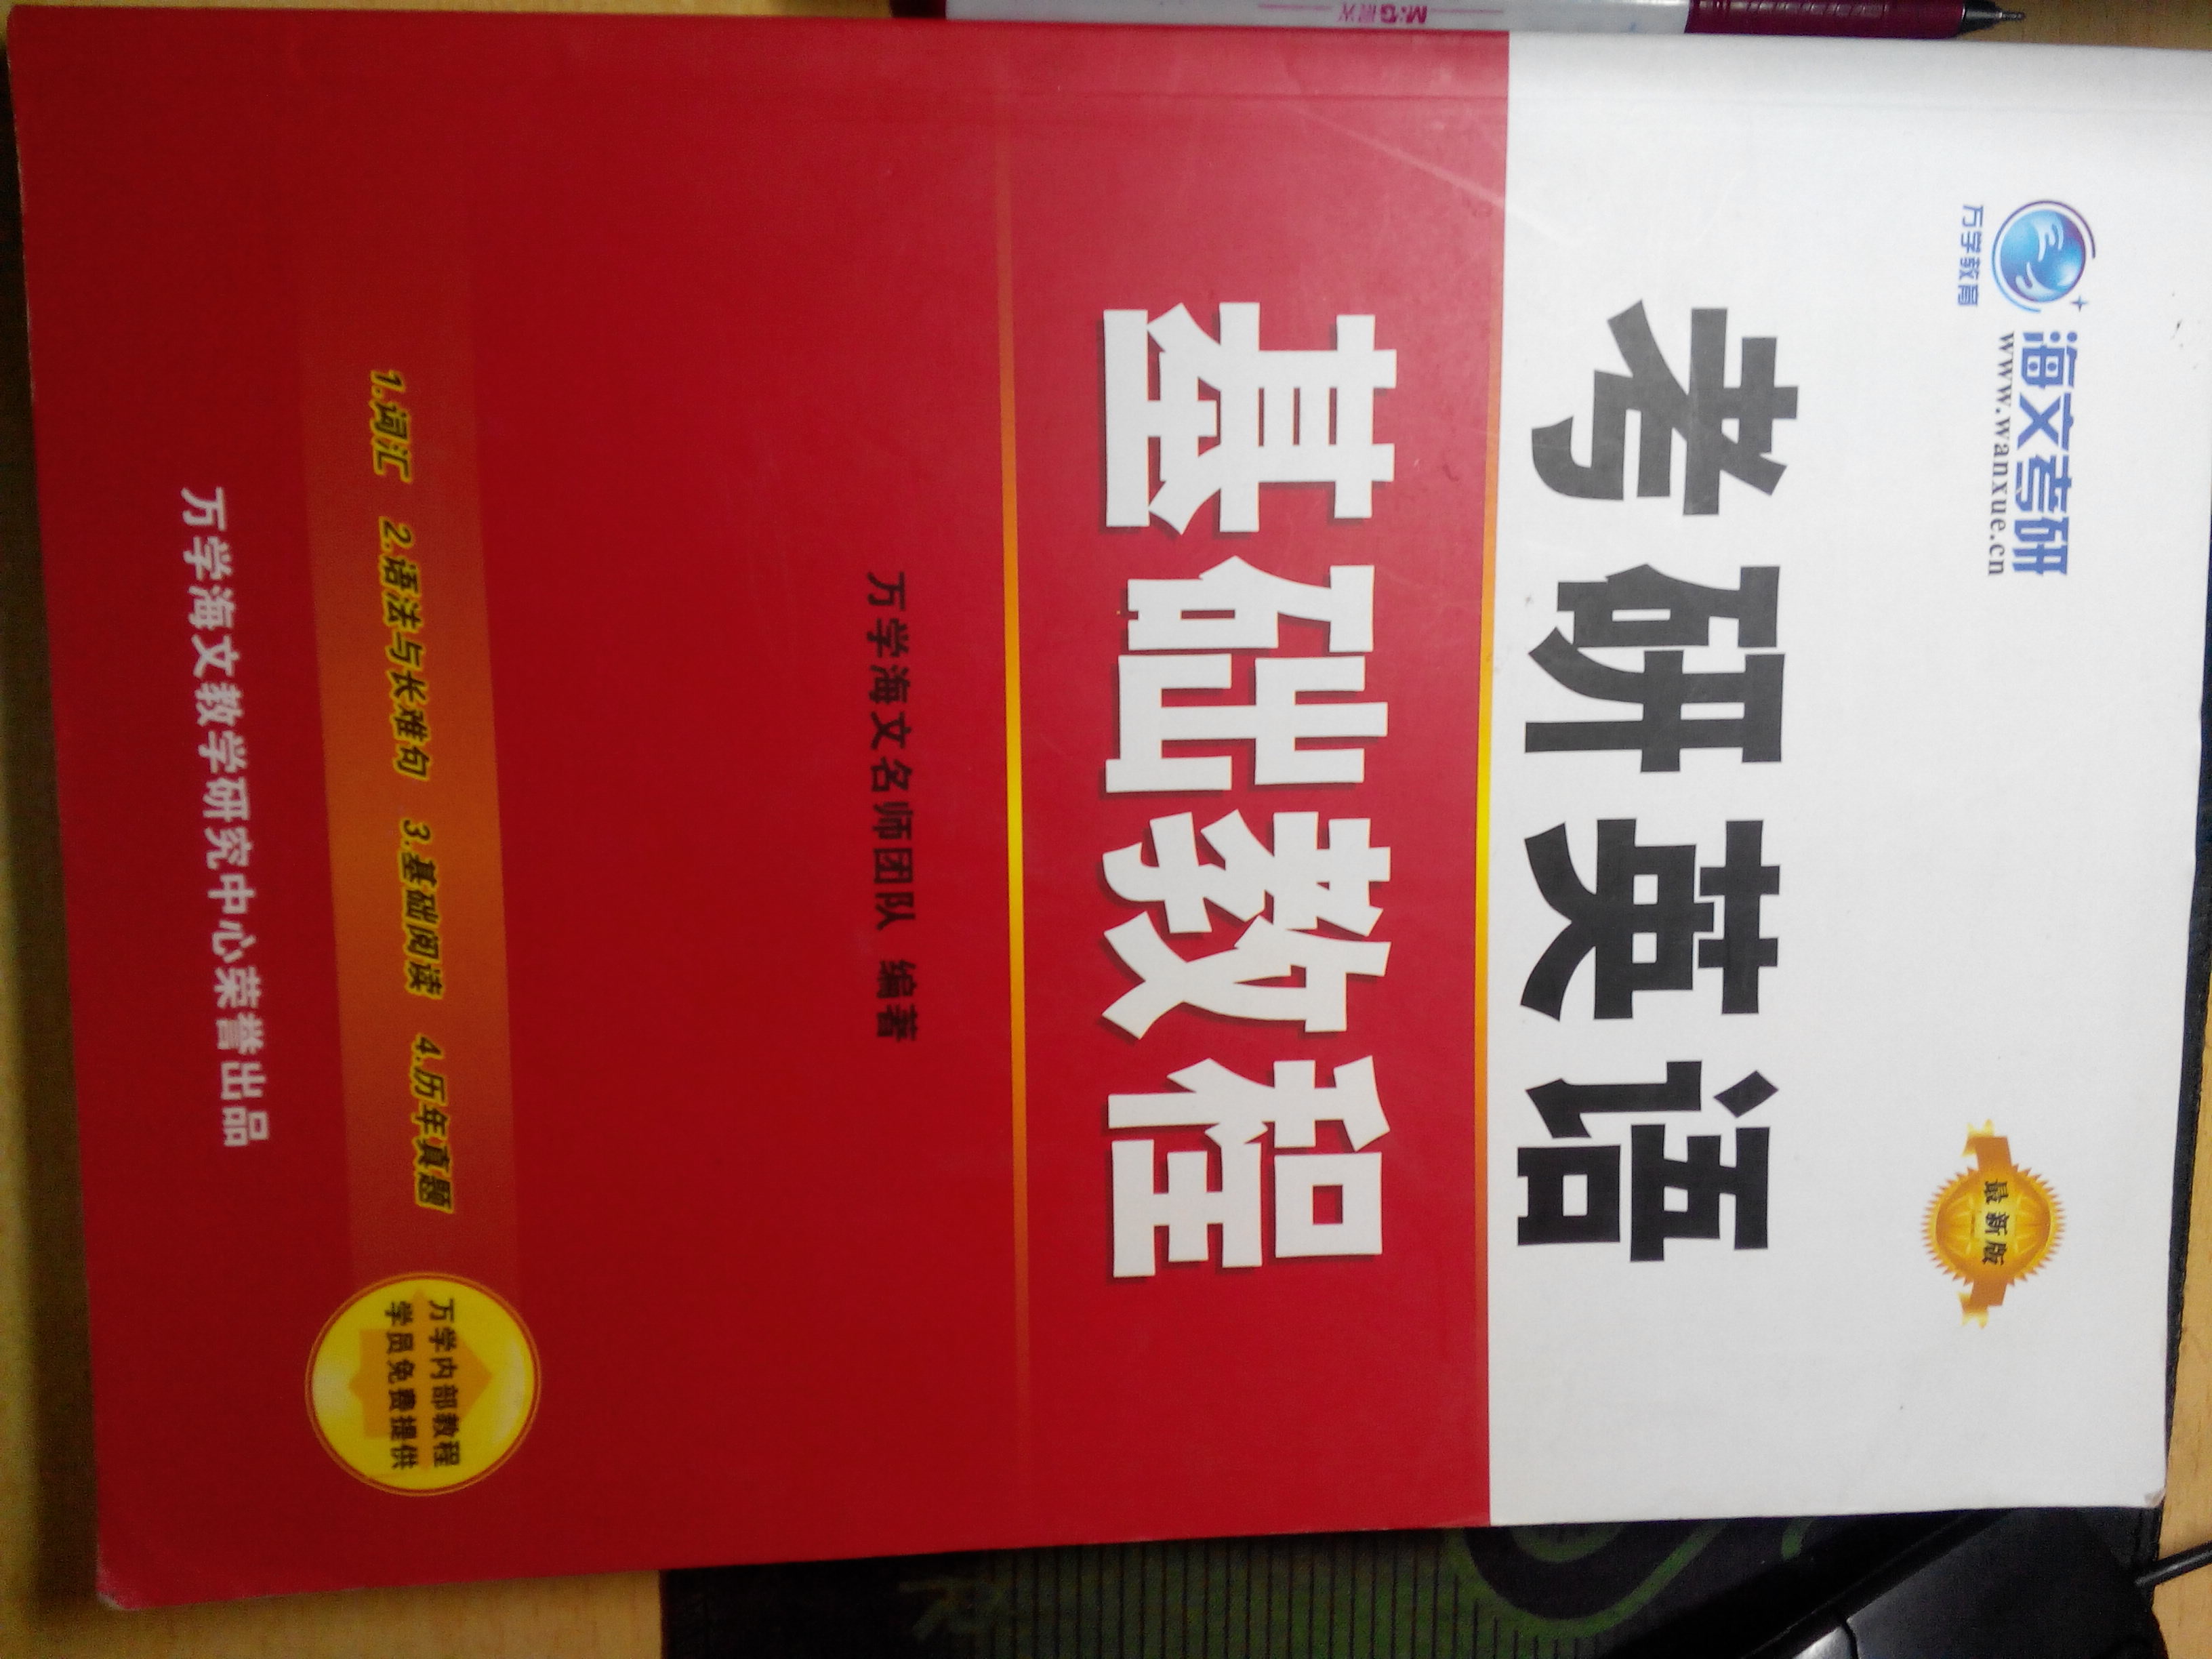 万学教育
海文考研
www.wanxue.cn
最新版
考研英语
基础教程
万学海文名师团队 编著
1.词汇 2.语法与长难句 3.基础阅读 4.历年真题
万学内部教程
学员免费提供
万学海文教学研究中心荣誉出品
M&G晨光